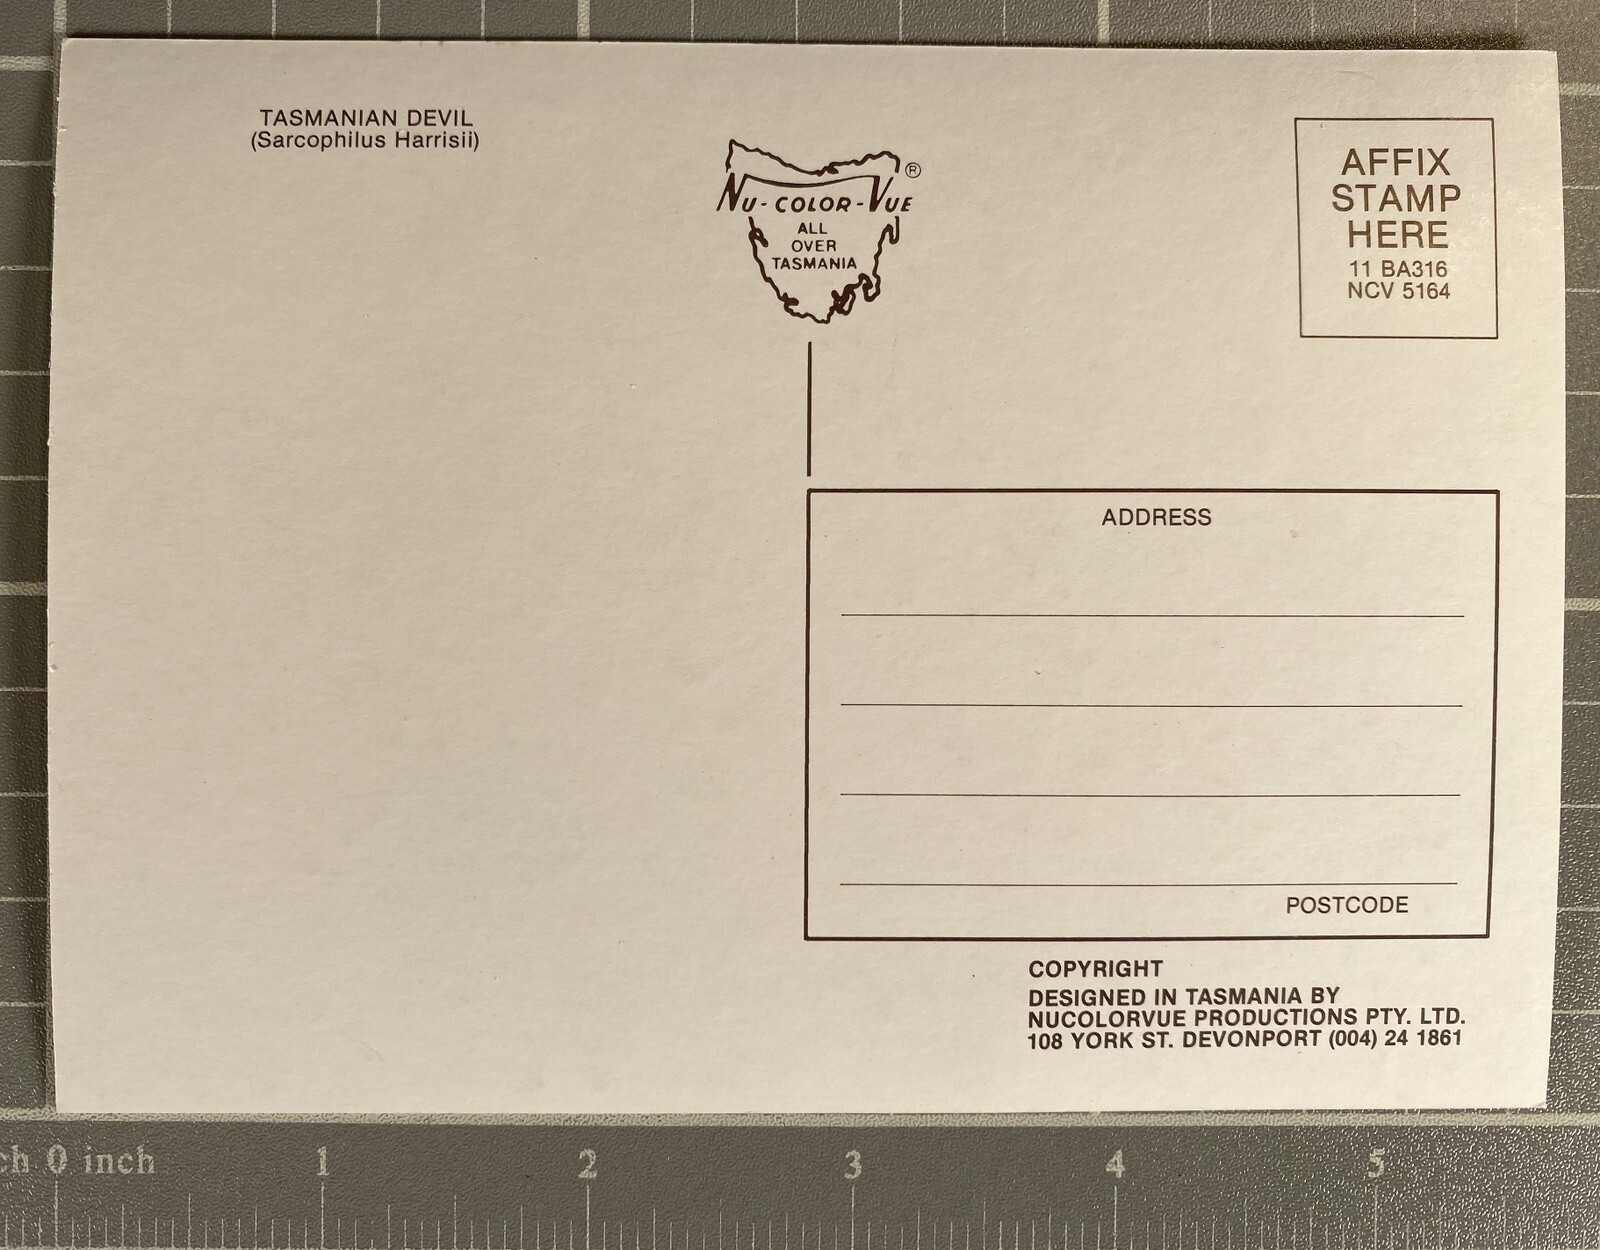 TASMANIAN DEVIL
(Sarcophilus Harrisii)
NU-COLOR-VUE ®
ALL
OVER
TASMANIA
AFFIX
STAMP
HERE
11 BA316
NCV 5164
ADDRESS
POSTCODE
COPYRIGHT
DESIGNED IN TASMANIA BY
NUCOLORVUE PRODUCTIONS PTY. LTD.
108 YORK ST. DEVONPORT (004) 24 1861
ch 0 inch 1 2 3 4 5